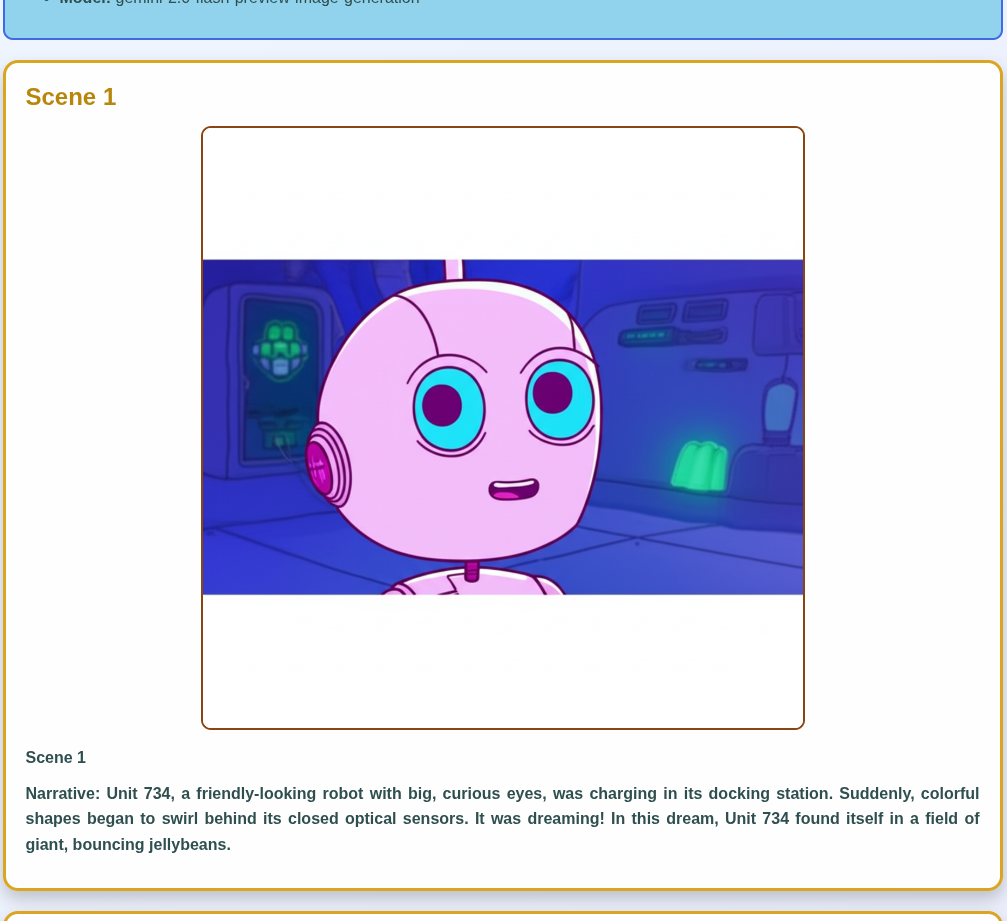 Model: gemini-2.0-flash-preview-image-generation
Scene 1
Scene 1
Narrative: Unit 734, a friendly-looking robot with big, curious eyes, was charging in its docking station. Suddenly, colorful
shapes began to swirl behind its closed optical sensors. It was dreaming! In this dream, Unit 734 found itself in a field of
giant, bouncing jellybeans.